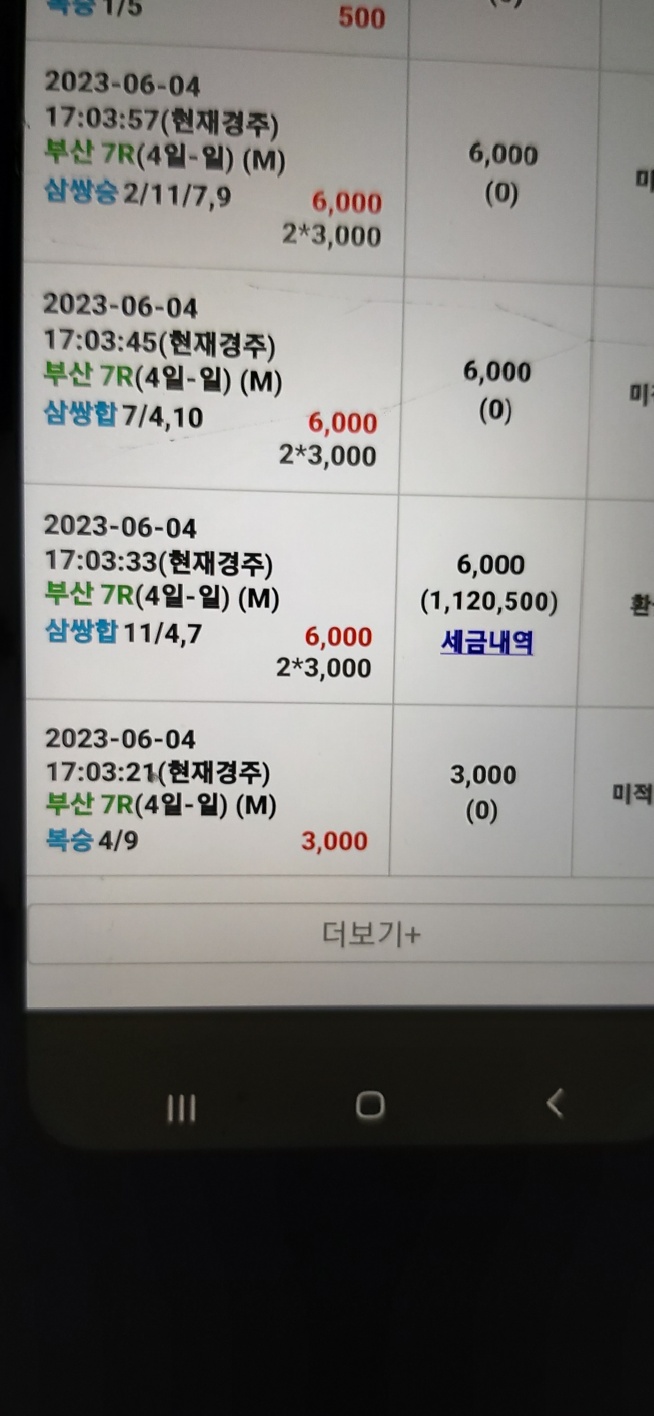 복승 1/5
500
2023-06-04
17:03:57(현재경주)
부산 7R(4일-일) (M)
삼쌍승 2/11/7,9 6,000
2*3,000
6,000
(0)
2023-06-04
17:03:45(현재경주)
부산 7R(4일-일) (M)
삼쌍합 7/4,10 6,000
2*3,000
6,000
(0)
2023-06-04
17:03:33(현재경주)
부산 7R(4일-일) (M)
삼쌍합 11/4,7 6,000
2*3,000
6,000
(1,120,500)
세금내역
2023-06-04
17:03:21(현재경주)
부산 7R(4일-일) (M)
복승 4/9 3,000
3,000
(0)
미적
더보기+